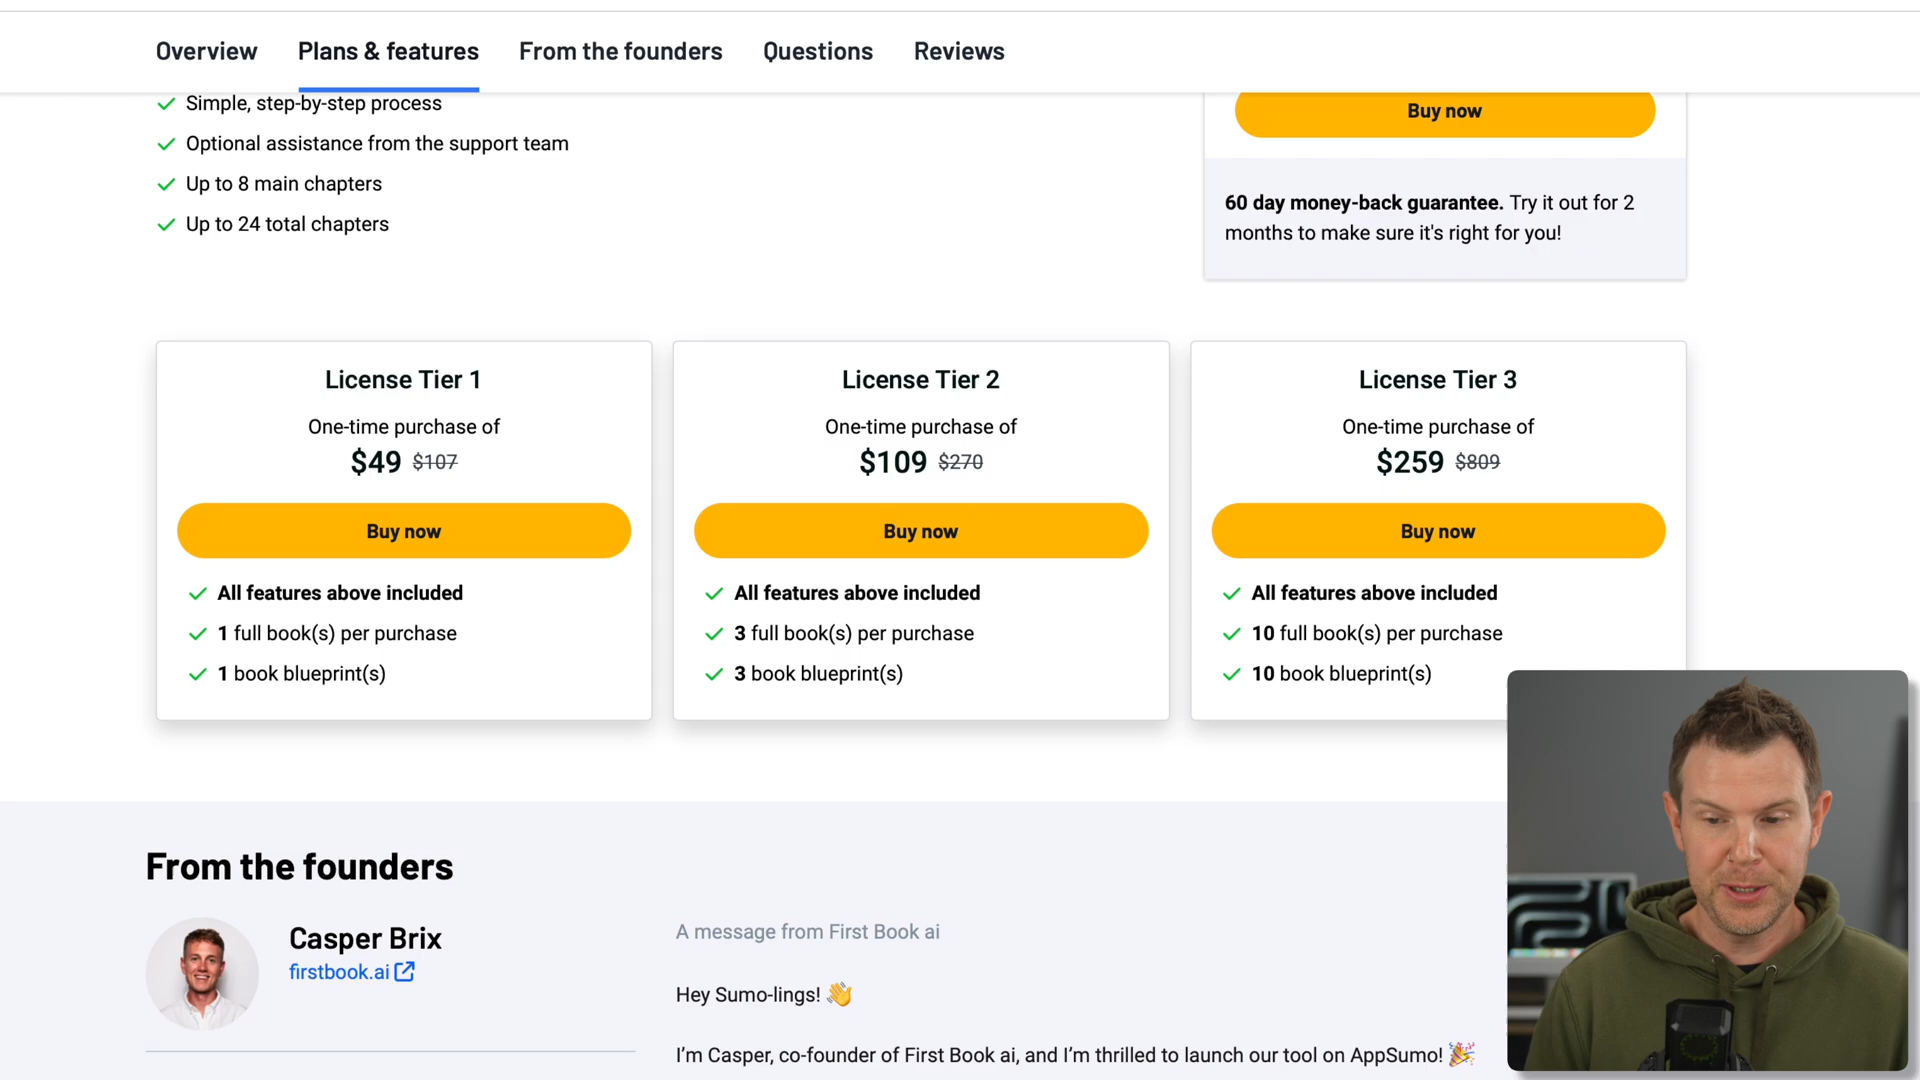 Overview
Plans & features
From the founders
Questions
Reviews
Simple, step-by-step process
Optional assistance from the support team
Up to 8 main chapters
Up to 24 total chapters
Buy now
60 day money-back guarantee. Try it out for 2
months to make sure it's right for you!
License Tier 1
One-time purchase of
$49 $107
Buy now
All features above included
1 full book(s) per purchase
1 book blueprint(s)
License Tier 2
One-time purchase of
$109 $270
Buy now
All features above included
3 full book(s) per purchase
3 book blueprint(s)
License Tier 3
One-time purchase of
$259 $809
Buy now
All features above included
10 full book(s) per purchase
10 book blueprint(s)
From the founders
Casper Brix
firstbook.ai
A message from First Book ai
Hey Sumo-lings! 👋
I'm Casper, co-founder of First Book ai, and I'm thrilled to launch our tool on AppSumo! 🎉